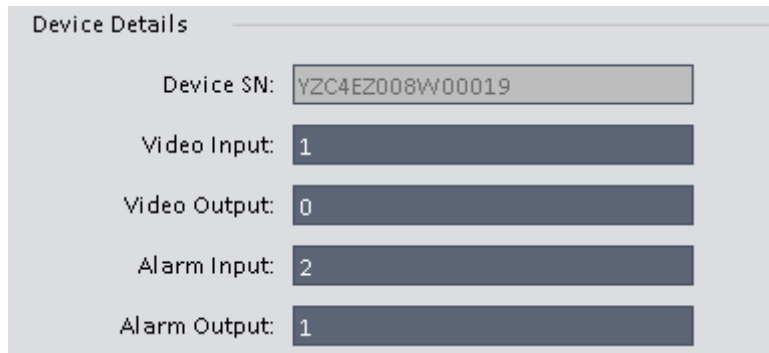 Device Details
Device SN: YZC4EZ008W00019
Video Input: 1
Video Output: 0
Alarm Input: 2
Alarm Output: 1